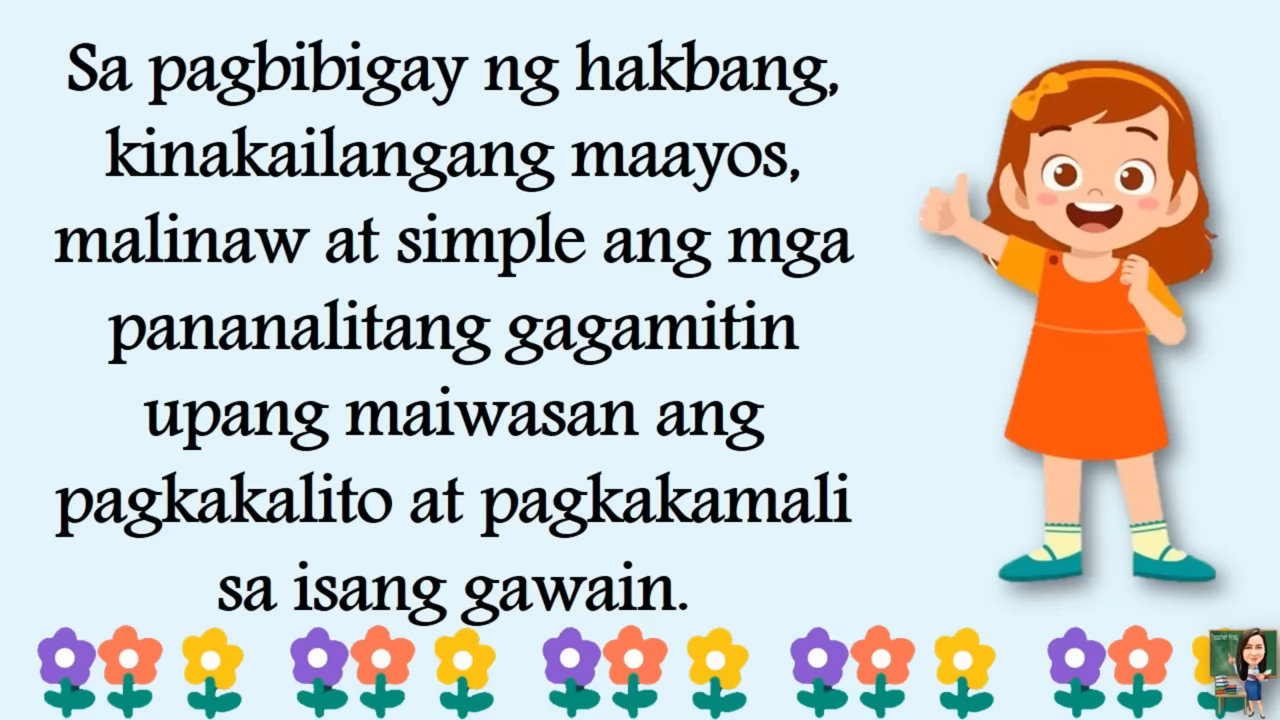 Sa pagbibigay ng hakbang,
kinakailangang maayos,
malinaw at simple ang mga
pananalitang gagamitin
upang maiwasan ang
pagkakalito at pagkakamali
sa isang gawain.